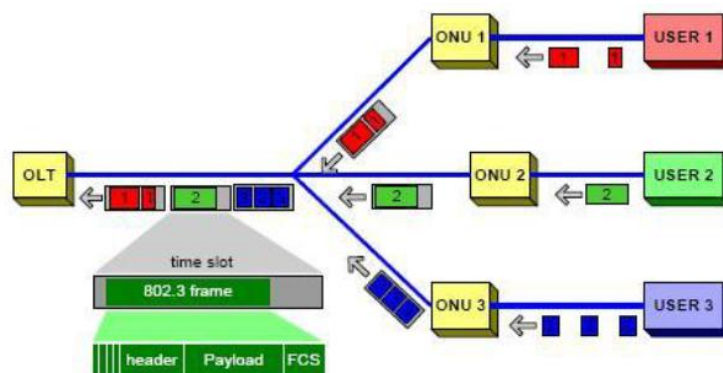 ONU 1
USER 1
1
1
1
1
OLT
1
1
2
3
3
3
2
ONU 2
2
USER 2
time slot
802.3 frame
header
Payload
FCS
3
3
3
ONU 3
3
3
3
USER 3